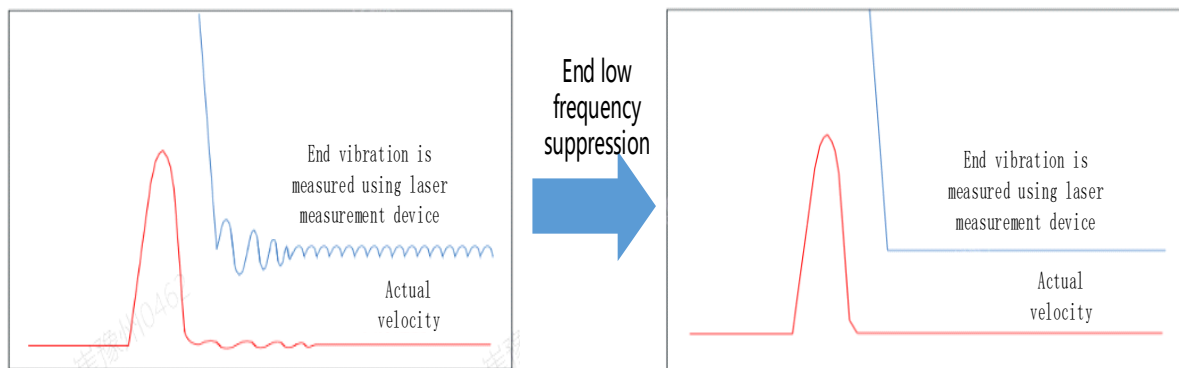 End vibration is
measured using laser
measurement device
Actual
velocity
End low
frequency
suppression
End vibration is
measured using laser
measurement device
Actual
velocity